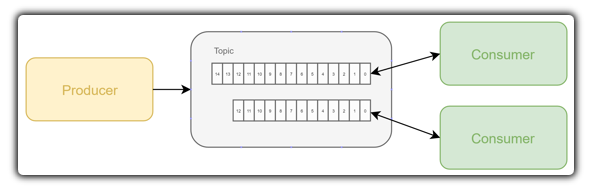 Topic
Producer
14 13 12 11 10 9 8 7 6 5 4 3 2 1 0
12 11 10 9 8 7 6 5 4 3 2 1 0
Consumer
Consumer